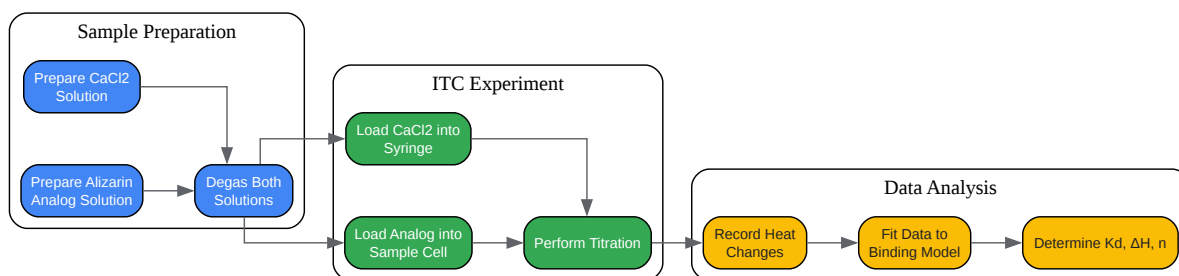 Sample Preparation
Prepare CaCl2
Solution
Prepare Alizarin
Analog Solution
Degas Both
Solutions
ITC Experiment
Load CaCl2 into
Syringe
Load Analog into
Sample Cell
Perform Titration
Data Analysis
Record Heat
Changes
Fit Data to
Binding Model
Determine Kd, ΔH, n